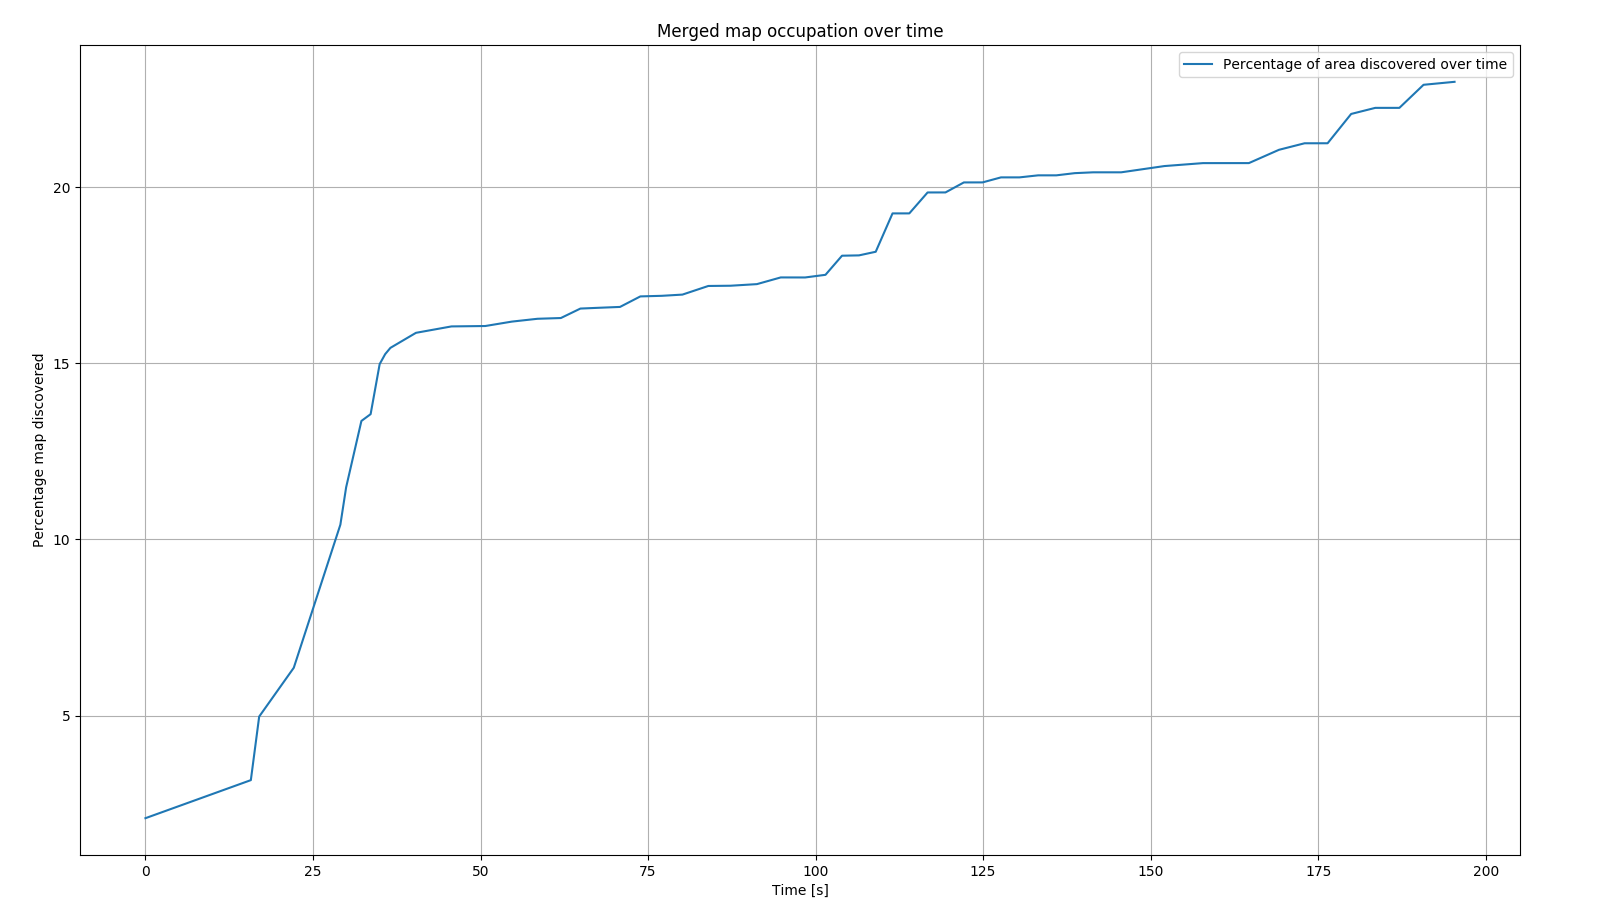 Merged map occupation over time
Percentage of area discovered over time
Percentage map discovered
20
15
10
5
0 25 50 75 100 125 150 175 200
Time [s]